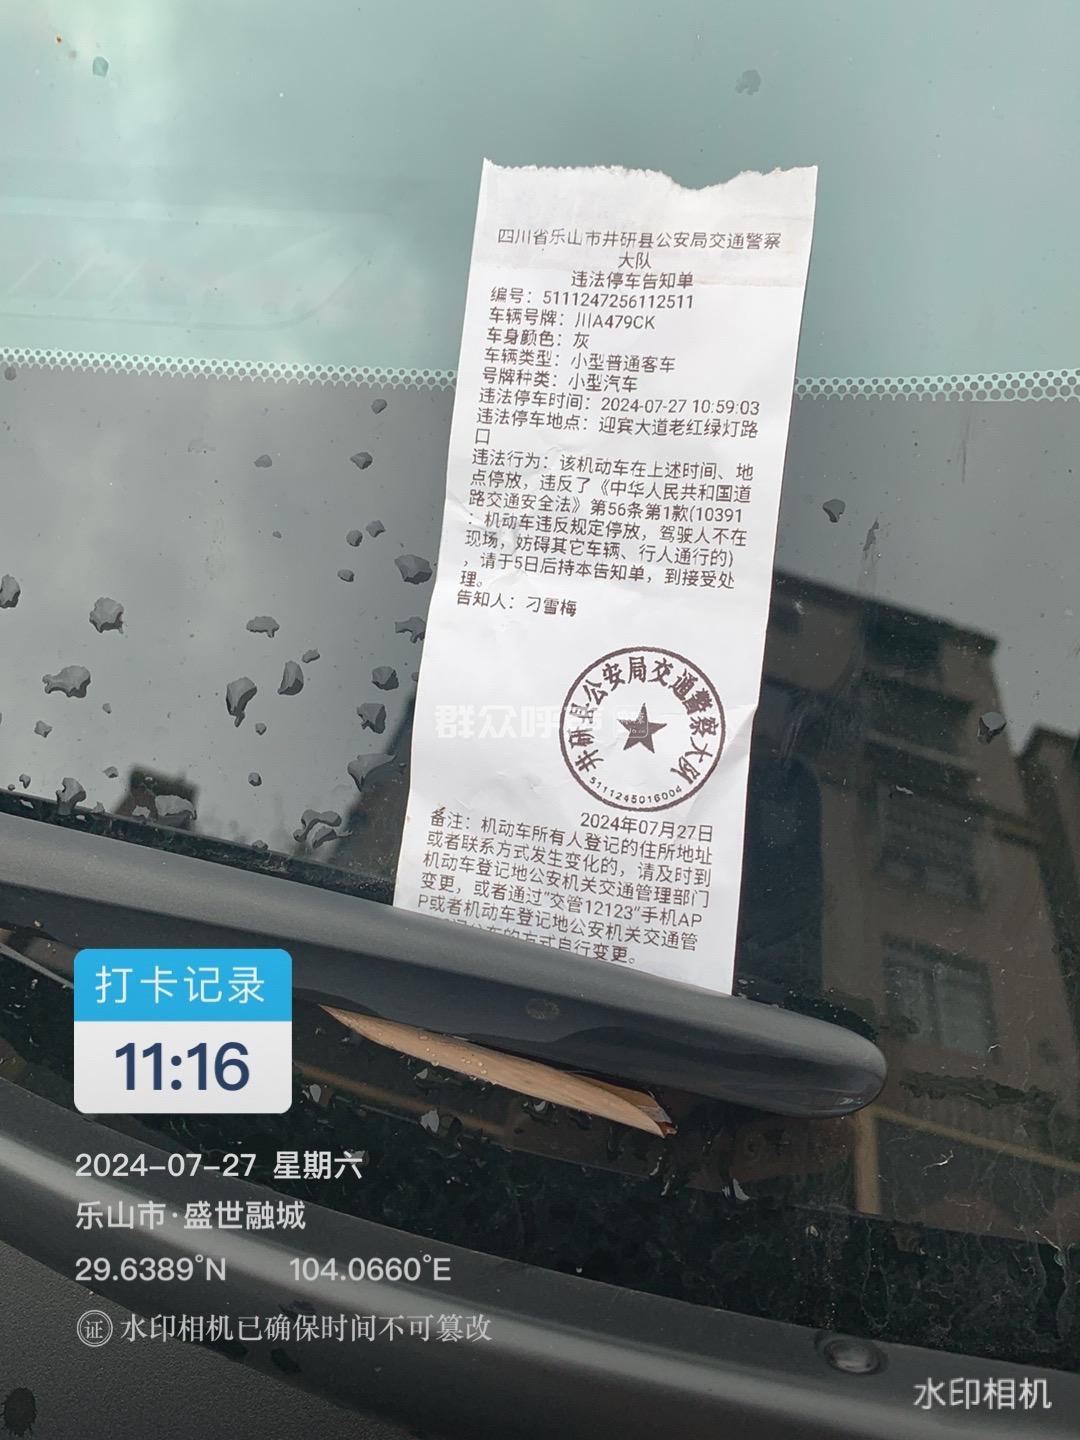 四川省乐山市井研县公安局交通警察
大队
违法停车告知单
编号：5111247256112511
车辆号牌：川A479CK
车身颜色：灰
车辆类型：小型普通客车
号牌种类：小型汽车
违法停车时间：2024-07-27 10:59:03
违法停车地点：迎宾大道老红绿灯路
口
违法行为：该机动车在上述时间、地
点停放，违反了《中华人民共和国道
路交通安全法》第56条第1款(10391
：机动车违反规定停放，驾驶人不在
现场，妨碍其它车辆、行人通行的)
，请于5日后持本告知单，到接受处
理。
告知人：刁雪梅
井研县公安局交通警察大队
5111245016004
群众呼
2024年07月27日
备注：机动车所有人登记的住所地址
或者联系方式发生变化的，请及时到
机动车登记地公安机关交通管理部门
变更，或者通过“交管12123”手机AP
P或者机动车登记地公安机关交通管
的方式自行变更。
打卡记录
11:16
2024-07-27 星期六
乐山市·盛世融城
29.6389°N 104.0660°E
证 水印相机已确保时间不可篡改
水印相机